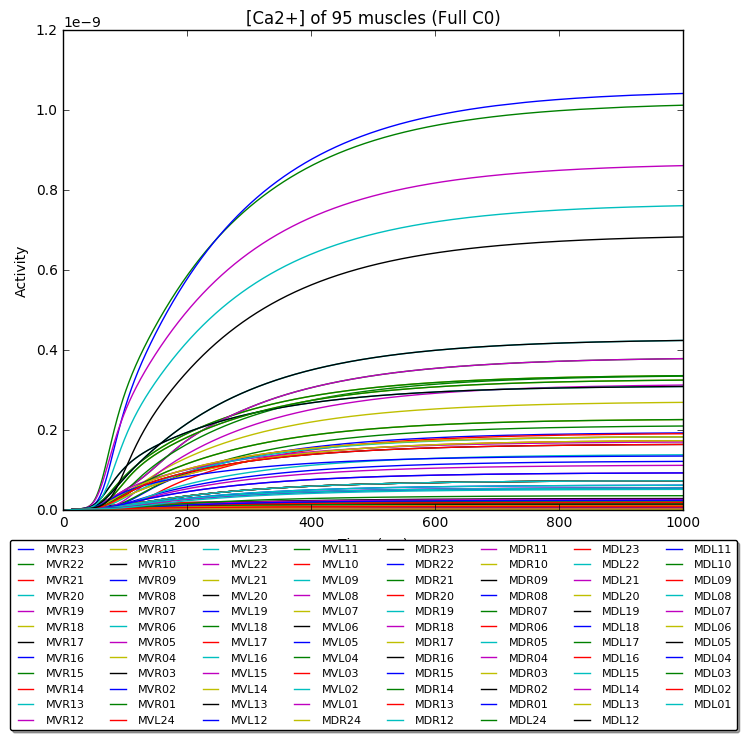 [Ca2+] of 95 muscles (Full C0)
1e−9
1.2
1.0
0.8
0.6
0.4
0.2
0.0
Activity
0 200 400 600 800 1000
MVR23 MVR11 MVL23 MVL11 MDR23 MDR11 MDL23 MDL11
MVR22 MVR10 MVL22 MVL10 MDR22 MDR10 MDL22 MDL10
MVR21 MVR09 MVL21 MVL09 MDR21 MDR09 MDL21 MDL09
MVR20 MVR08 MVL20 MVL08 MDR20 MDR08 MDL20 MDL08
MVR19 MVR07 MVL19 MVL07 MDR19 MDR07 MDL19 MDL07
MVR18 MVR06 MVL18 MVL06 MDR18 MDR06 MDL18 MDL06
MVR17 MVR05 MVL17 MVL05 MDR17 MDR05 MDL17 MDL05
MVR16 MVR04 MVL16 MVL04 MDR16 MDR04 MDL16 MDL04
MVR15 MVR03 MVL15 MVL03 MDR15 MDR03 MDL15 MDL03
MVR14 MVR02 MVL14 MVL02 MDR14 MDR02 MDL14 MDL02
MVR13 MVR01 MVL13 MVL01 MDR13 MDR01 MDL13 MDL01
MVR12 MVL24 MVL12 MDR24 MDR12 MDL24 MDL12